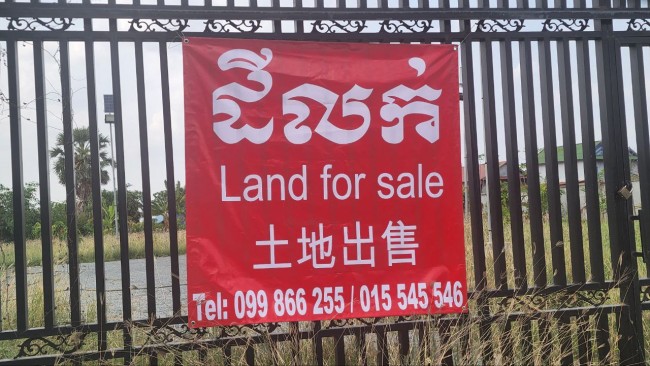 ដីលក់
Land for sale
土地出售
Tel: 099 866 255 / 015 545 546